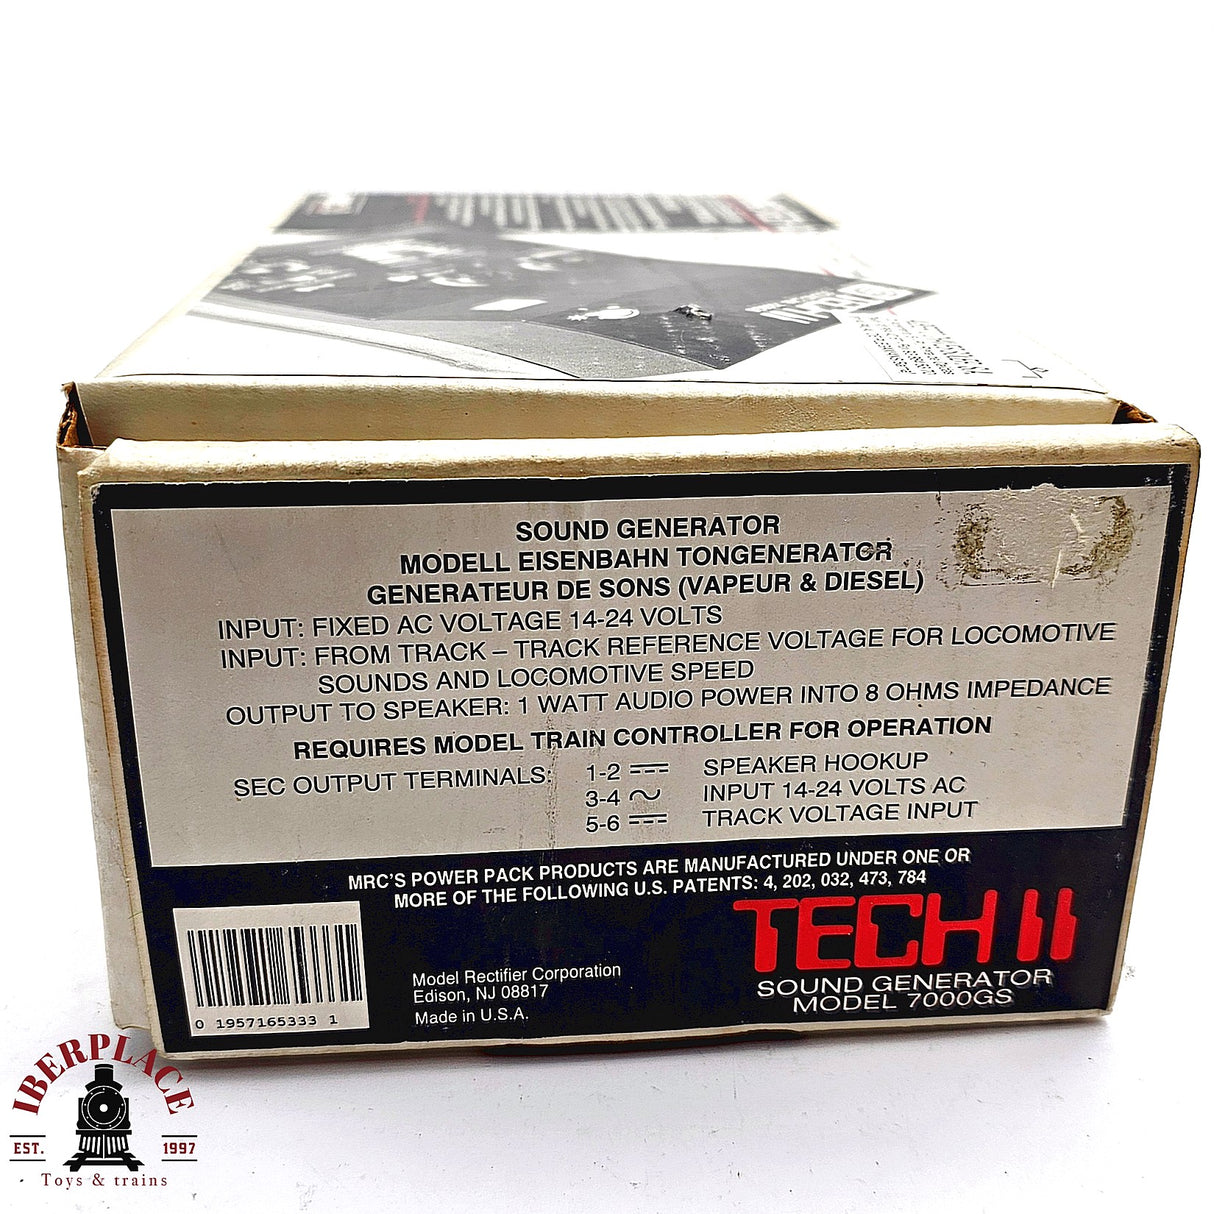 SOUND GENERATOR
MODELL EISENBAHN TONGENERATOR
GENERATEUR DE SONS (VAPEUR & DIESEL)
INPUT: FIXED AC VOLTAGE 14-24 VOLTS
INPUT: FROM TRACK – TRACK REFERENCE VOLTAGE FOR LOCOMOTIVE
SOUNDS AND LOCOMOTIVE SPEED
OUTPUT TO SPEAKER: 1 WATT AUDIO POWER INTO 8 OHMS IMPEDANCE
REQUIRES MODEL TRAIN CONTROLLER FOR OPERATION
SEC OUTPUT TERMINALS: 1-2 SPEAKER HOOKUP
3-4 INPUT 14-24 VOLTS AC
5-6 TRACK VOLTAGE INPUT
MRC'S POWER PACK PRODUCTS ARE MANUFACTURED UNDER ONE OR
MORE OF THE FOLLOWING U.S. PATENTS: 4, 202, 032, 473, 784
TECH II
SOUND GENERATOR
MODEL 7000GS
Model Rectifier Corporation
Edison, NJ 08817
Made in U.S.A.
0 1957165333 1
IBERPLACE
EST. 1997
Toys & trains